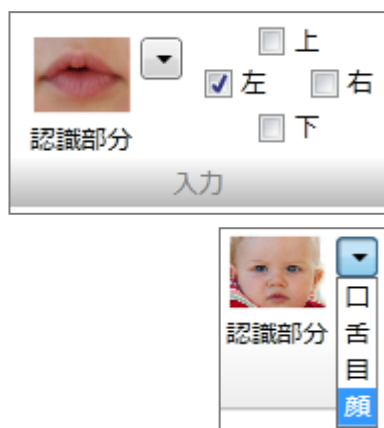 上
左
右
下
認識部分
入力
認識部分
口
舌
目
顔